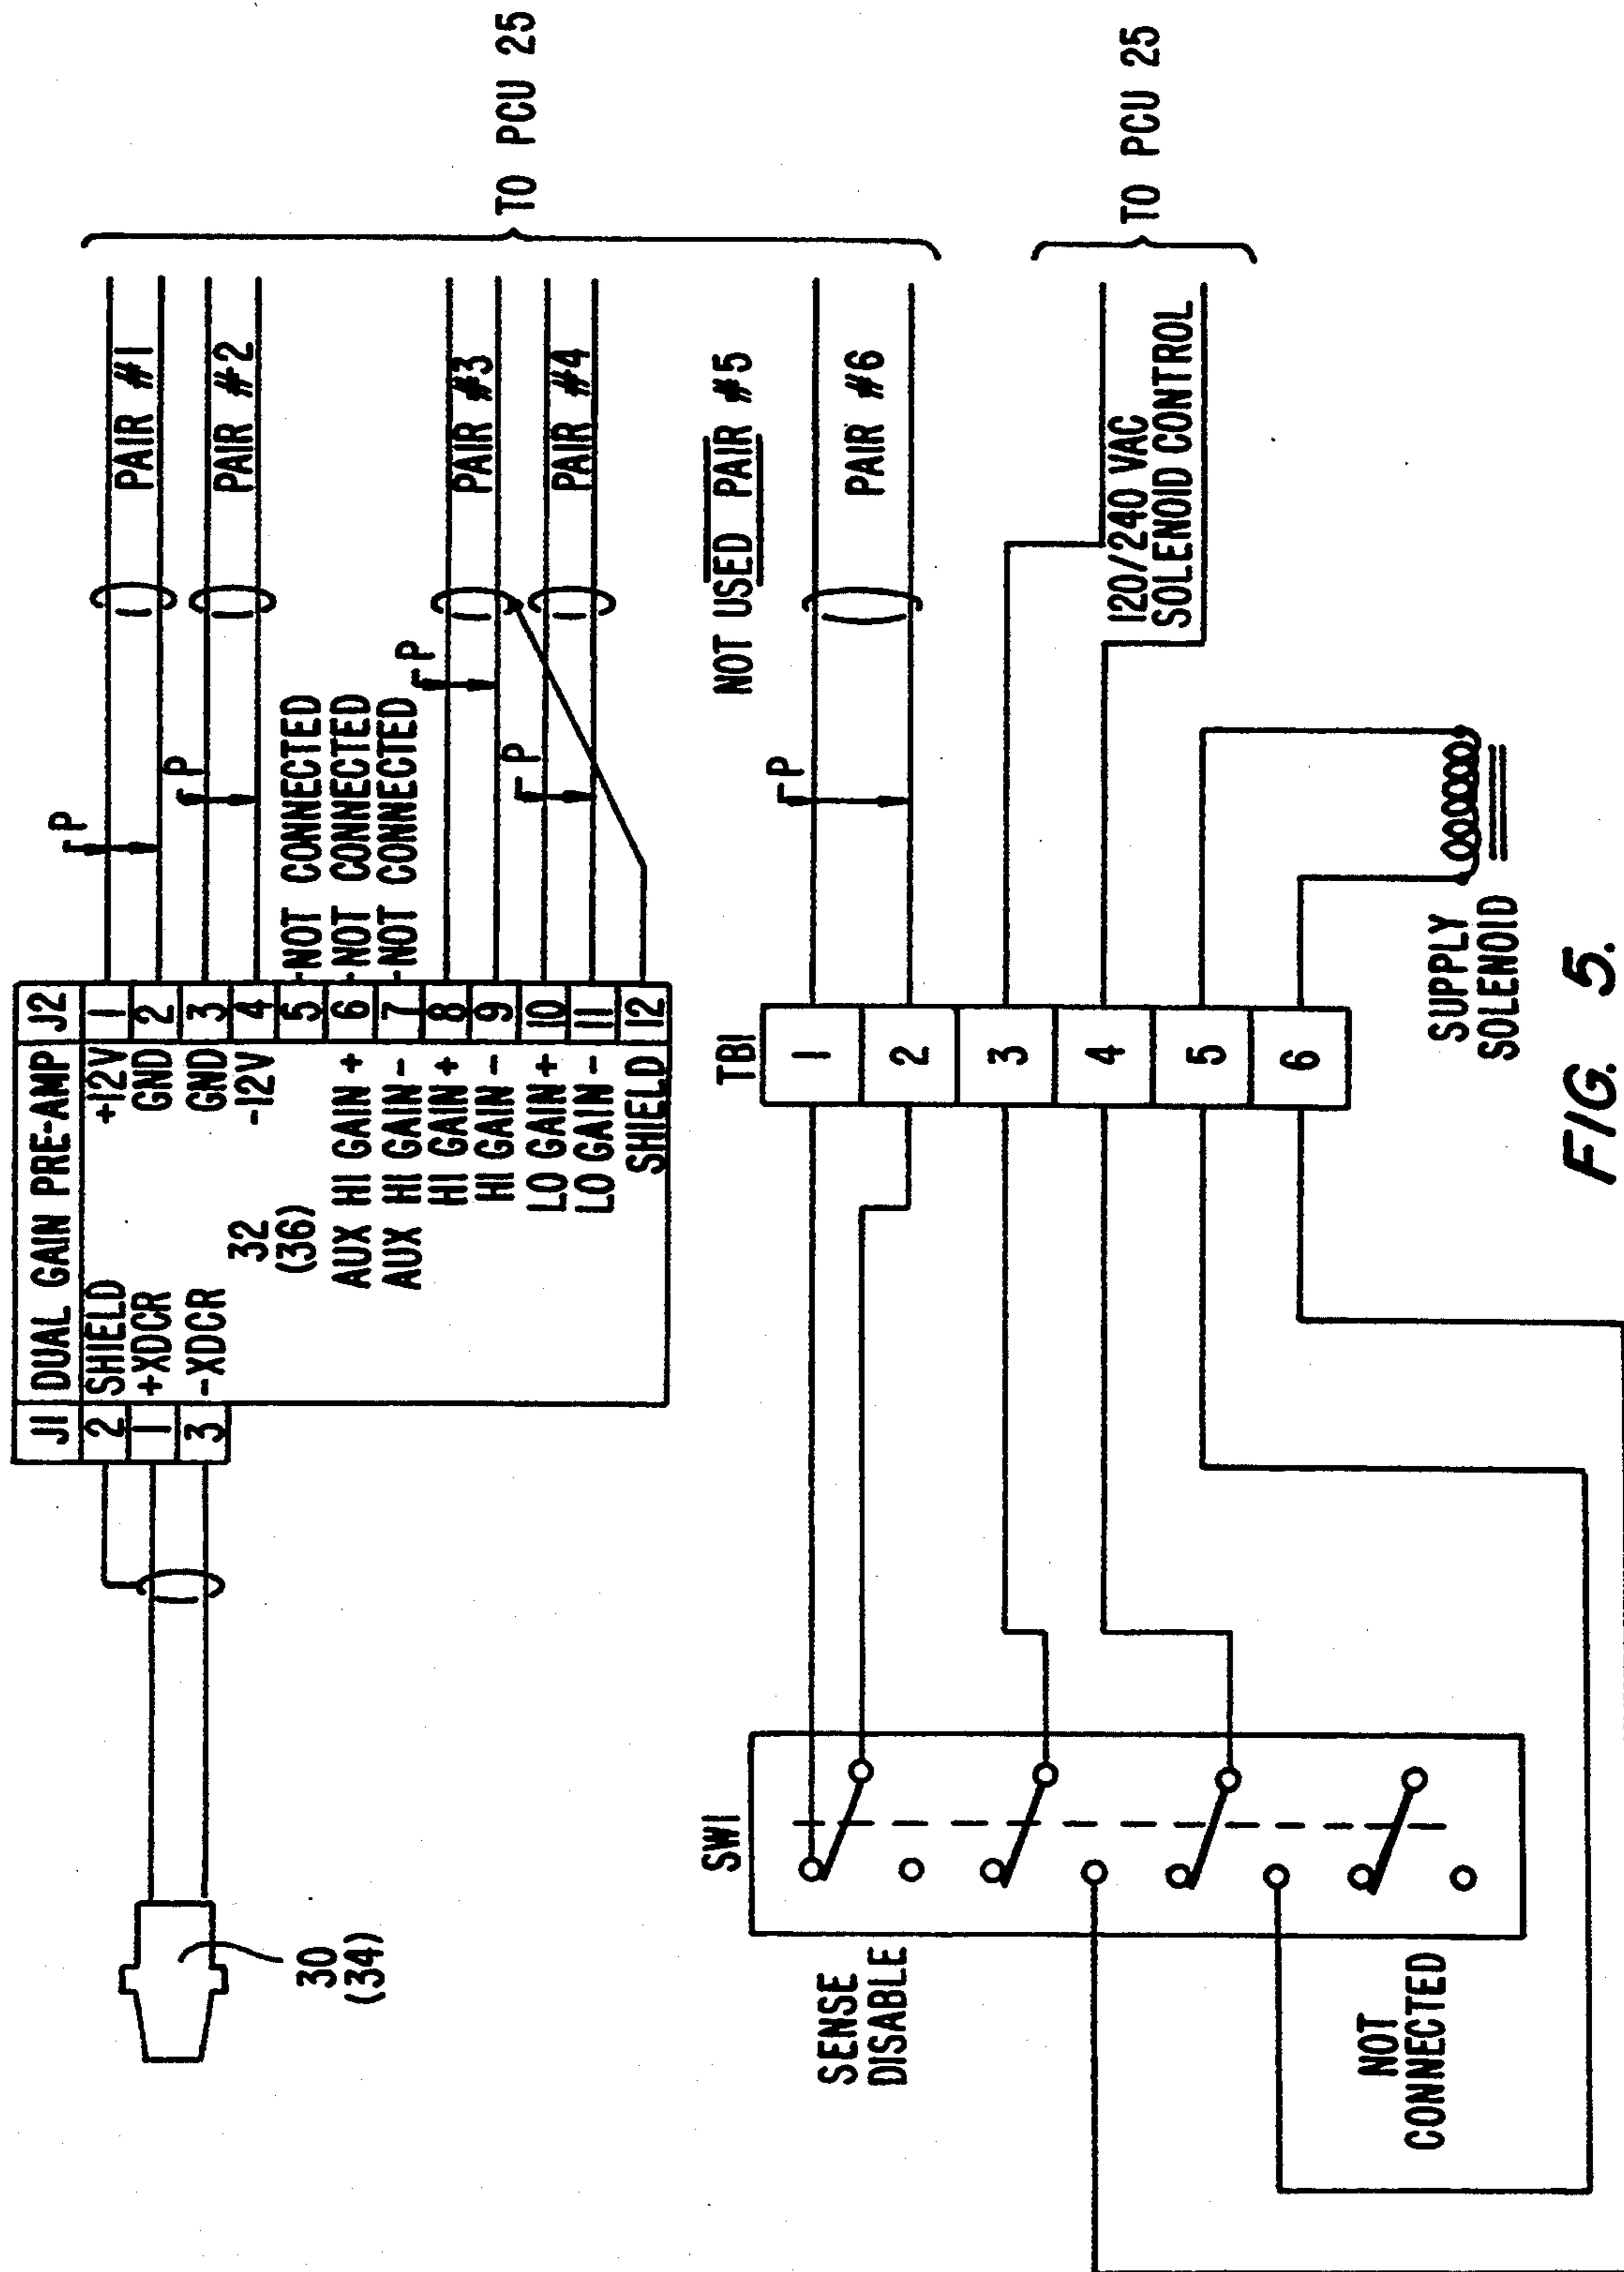 J1 DUAL GAIN PRE-AMP J2
2 SHIELD +12V 1
1 +XDCR GND 2
3 -XDCR GND 3
-12V 4
32
(36)
5 NOT CONNECTED
AUX HI GAIN + 6 NOT CONNECTED
AUX HI GAIN - 7 NOT CONNECTED
HI GAIN + 8
HI GAIN - 9
LO GAIN + 10
LO GAIN - 11
SHIELD 12
30
(34)
P
P
P
P
P
PAIR #1
PAIR #2
PAIR #3
PAIR #4
NOT USED PAIR #5
PAIR #6
TO PCU 25
TO PCU 25
120/240 VAC
SOLENOID CONTROL
TB1
1
2
3
4
5
6
SW1
SENSE
DISABLE
NOT
CONNECTED
SUPPLY
SOLENOID
FIG. 5.